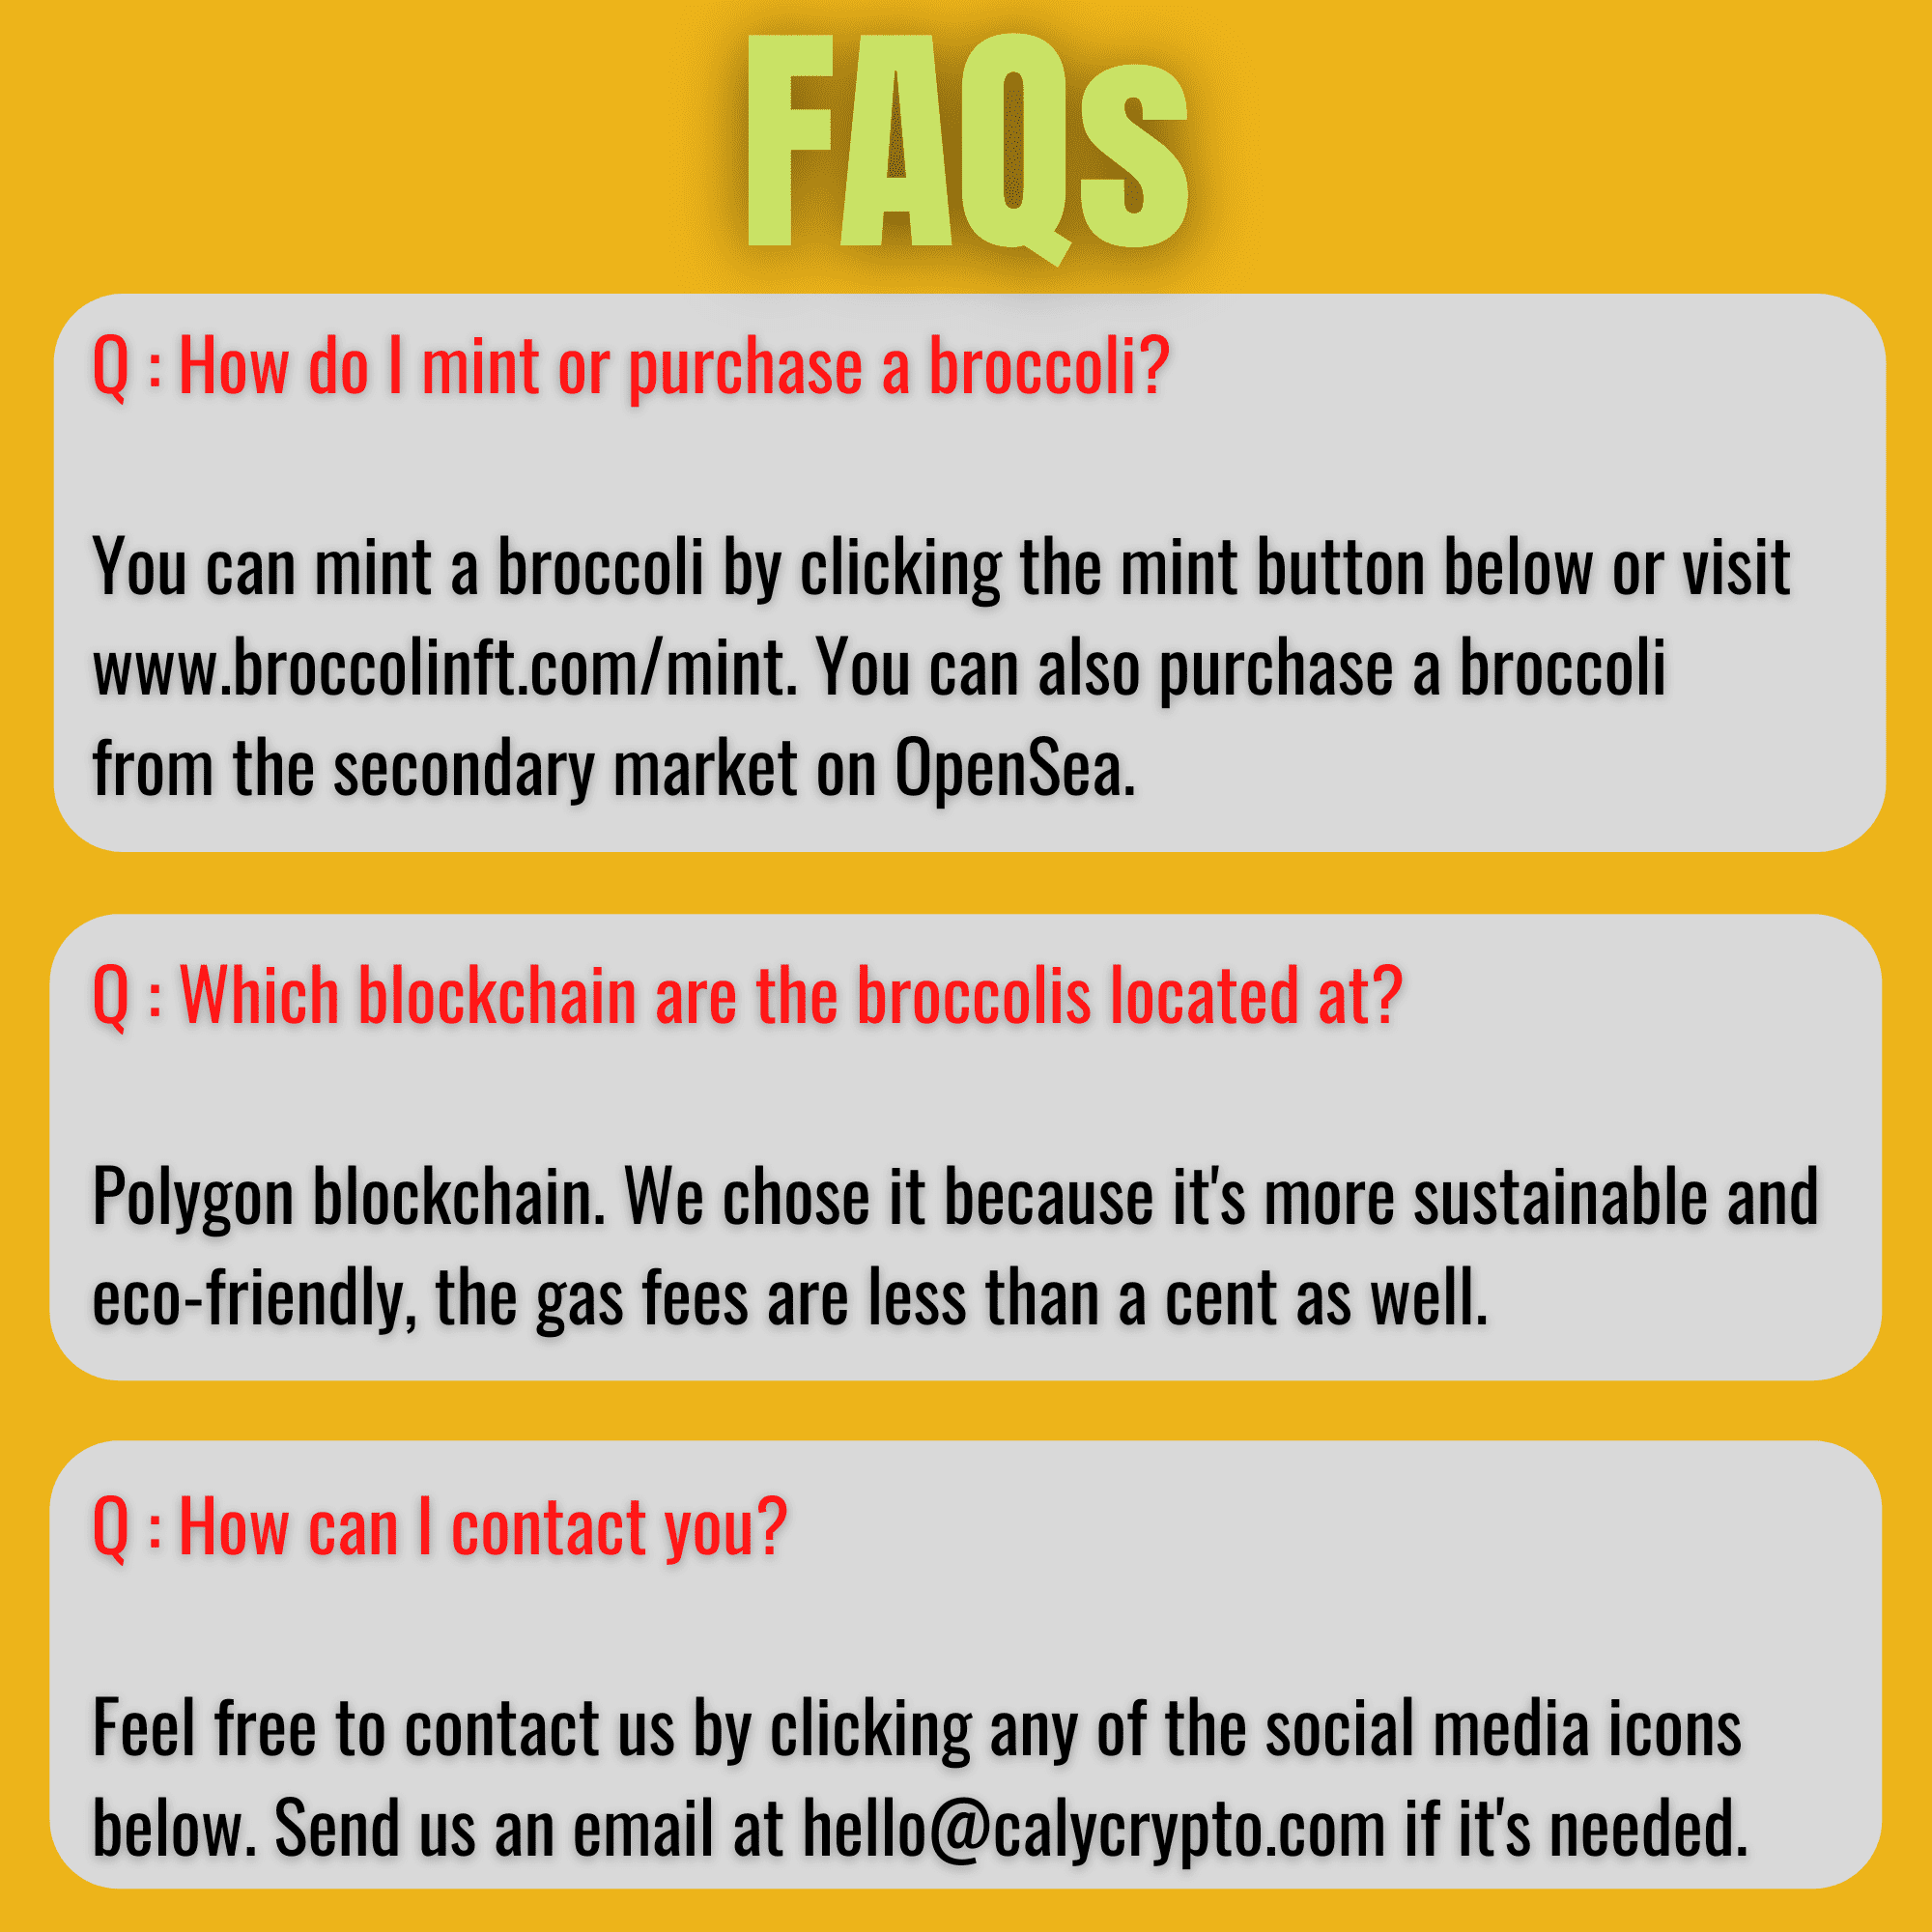 FAQs
Q : How do I mint or purchase a broccoli?
You can mint a broccoli by clicking the mint button below or visit
www.broccolinft.com/mint. You can also purchase a broccoli
from the secondary market on OpenSea.
Q : Which blockchain are the broccolis located at?
Polygon blockchain. We chose it because it's more sustainable and
eco-friendly, the gas fees are less than a cent as well.
Q : How can I contact you?
Feel free to contact us by clicking any of the social media icons
below. Send us an email at hello@calycrypto.com if it's needed.